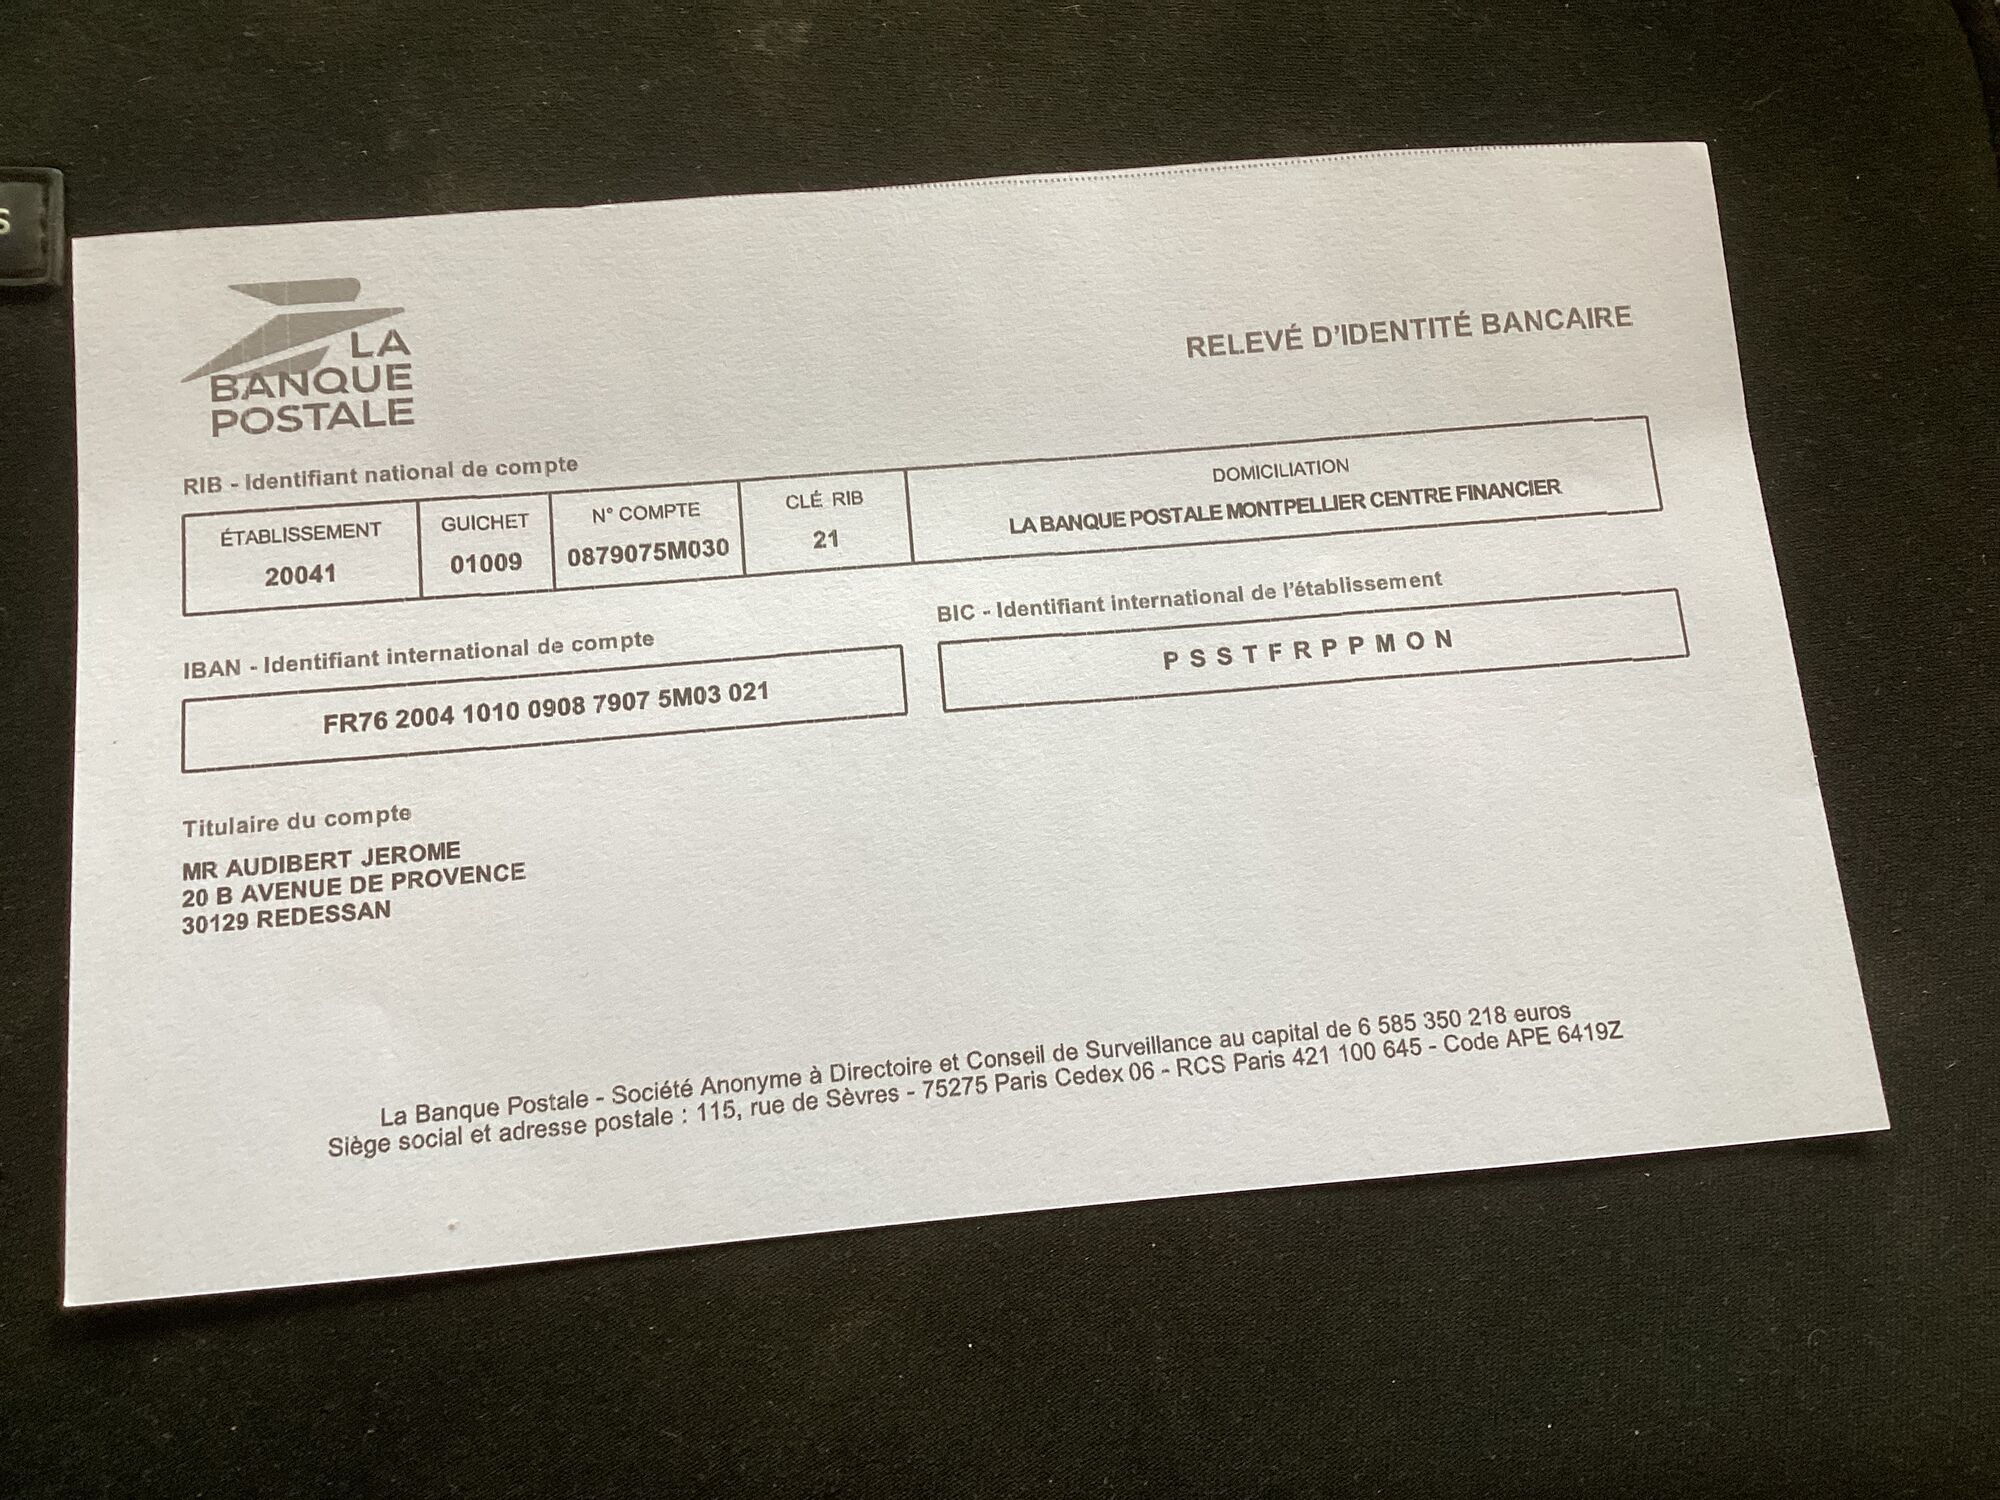 S
LA
BANQUE
POSTALE
RELEVÉ D'IDENTITÉ BANCAIRE
RIB - Identifiant national de compte
ÉTABLISSEMENT GUICHET N° COMPTE CLÉ RIB DOMICILIATION
20041 01009 0879075M030 21 LA BANQUE POSTALE MONTPELLIER CENTRE FINANCIER
IBAN - Identifiant international de compte
FR76 2004 1010 0908 7907 5M03 021
BIC - Identifiant international de l'établissement
P S S T F R P P M O N
Titulaire du compte
MR AUDIBERT JEROME
20 B AVENUE DE PROVENCE
30129 REDESSAN
La Banque Postale - Société Anonyme à Directoire et Conseil de Surveillance au capital de 6 585 350 218 euros
Siège social et adresse postale : 115, rue de Sèvres - 75275 Paris Cedex 06 - RCS Paris 421 100 645 - Code APE 6419Z